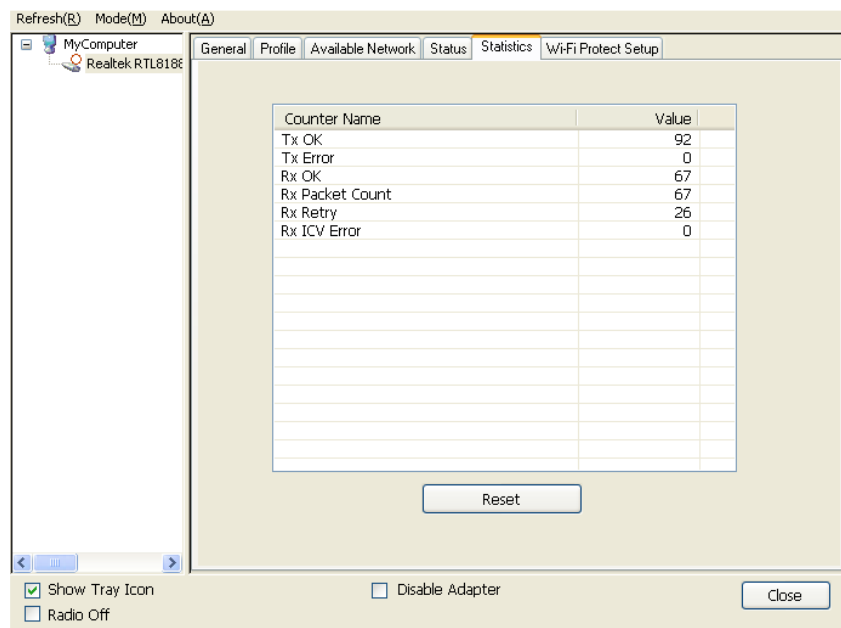 Refresh(R) Mode(M) About(A)
MyComputer
Realtek RTL8188
General Profile Available Network Status Statistics Wi-Fi Protect Setup
Counter Name Value
Tx OK 92
Tx Error 0
Rx OK 67
Rx Packet Count 67
Rx Retry 26
Rx ICV Error 0
Reset
Show Tray Icon
Radio Off
Disable Adapter
Close